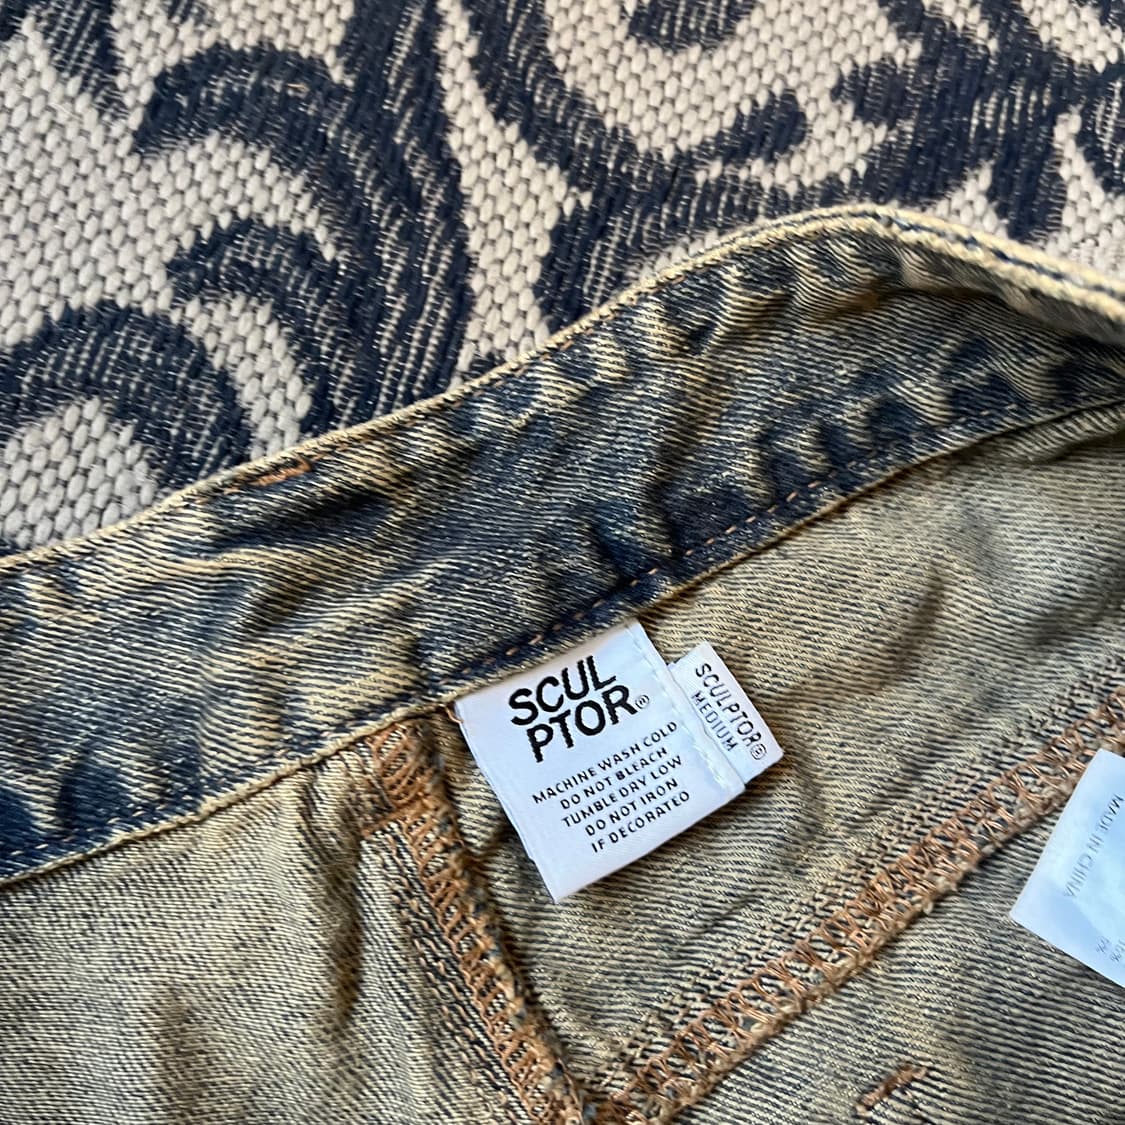 SCUL
PTOR®
MACHINE WASH COLD
DO NOT BLEACH
TUMBLE DRY LOW
DO NOT IRON
IF DECORATED
SCULPTOR®
MEDIUM
MADE IN CHINA